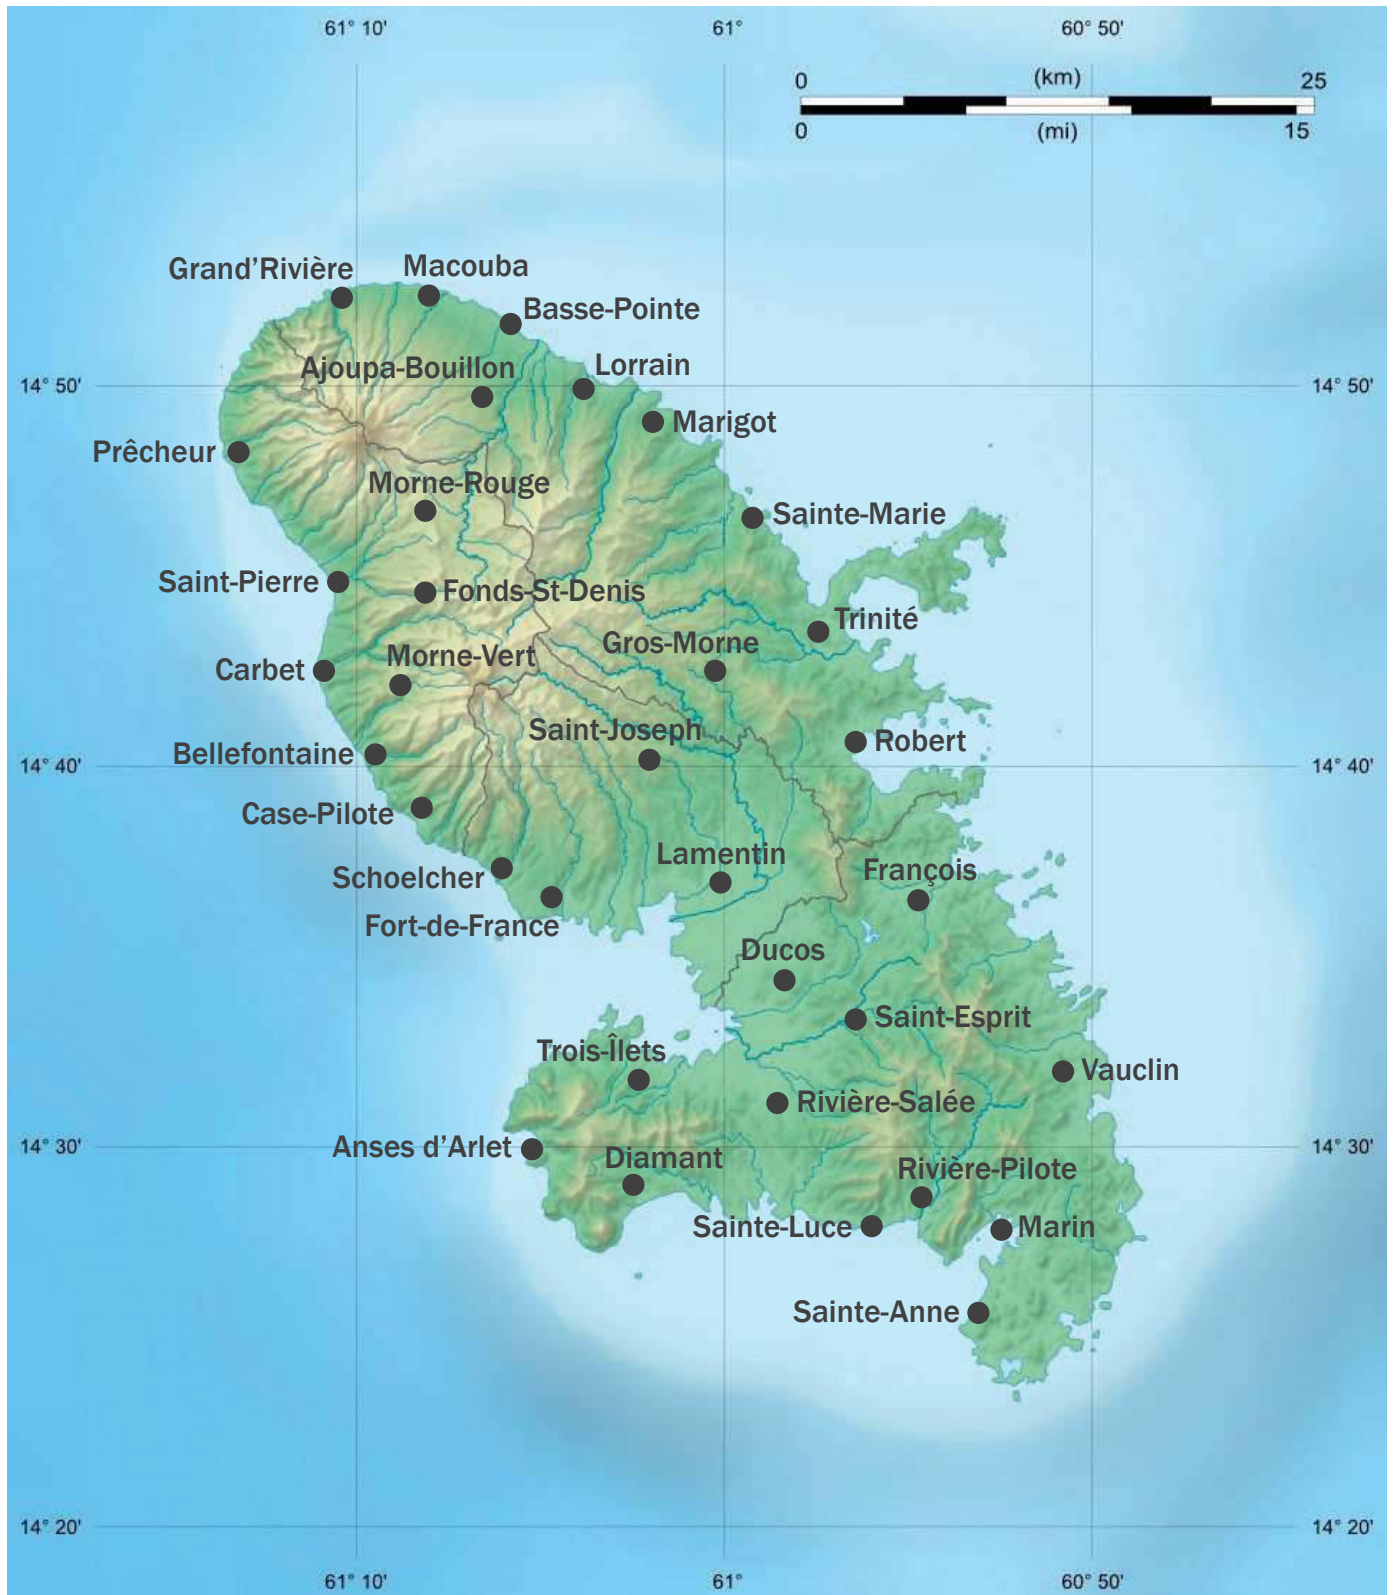 61° 10'
61°
60° 50'
0
(km)
25
0
(mi)
15
Grand'Rivière
Macouba
Basse-Pointe
Ajoupa-Bouillon
Lorrain
14° 50'
14° 50'
Marigot
Prêcheur
Morne-Rouge
Sainte-Marie
Saint-Pierre
Fonds-St-Denis
Trinité
Gros-Morne
Carbet
Morne-Vert
Saint-Joseph
Robert
Bellefontaine
14° 40'
14° 40'
Case-Pilote
Lamentin
François
Schoelcher
Fort-de-France
Ducos
Saint-Esprit
Trois-Îlets
Vauclin
Rivière-Salée
14° 30'
Anses d'Arlet
14° 30'
Diamant
Rivière-Pilote
Sainte-Luce
Marin
Sainte-Anne
14° 20'
14° 20'
61° 10'
61°
60° 50'